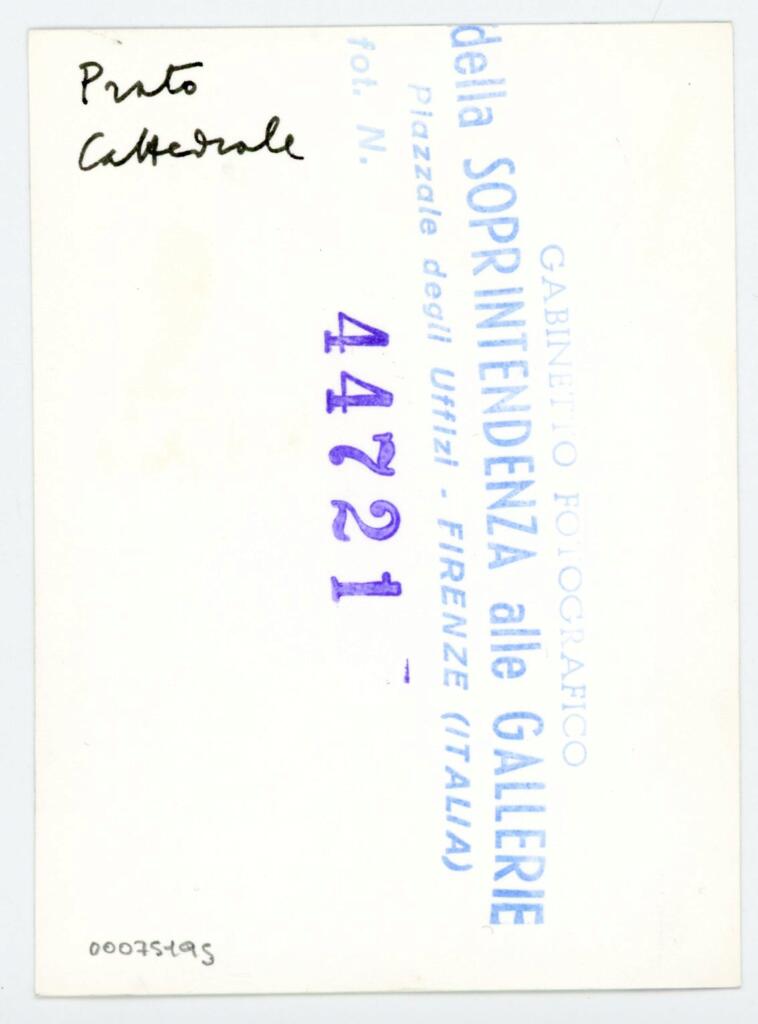 Prato
Cattedrale
GABINETTO FOTOGRAFICO
della SOPRINTENDENZA alle GALLERIE
Piazzale degli Uffizi - FIRENZE (ITALIA)
fot. N.
44721
00075195